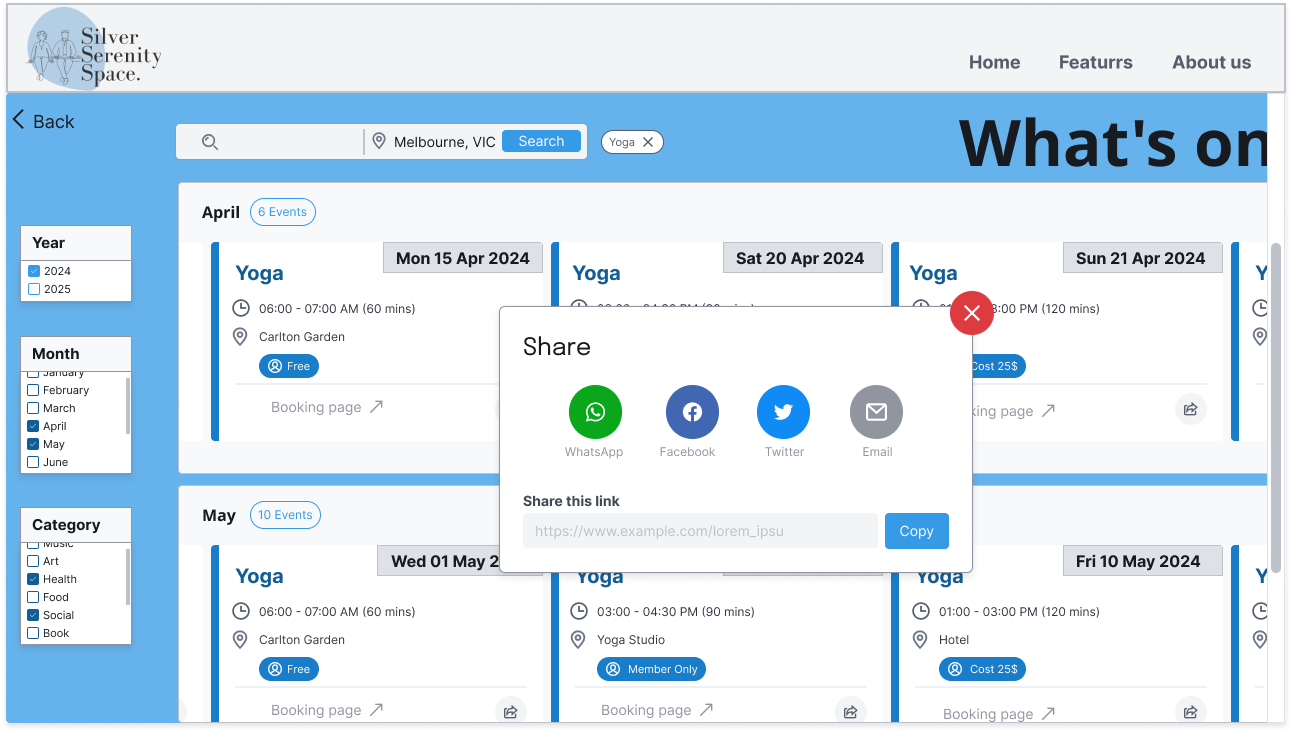 Silver
Serenity
Space.
Home
Featurrs
About us
Back
Melbourne, VIC
Search
Yoga
What's on
April
6 Events
Year
2024
2025
Month
January
February
March
April
May
June
Category
Music
Art
Health
Food
Social
Book
Mon 15 Apr 2024
Yoga
06:00 - 07:00 AM (60 mins)
Carlton Garden
Free
Booking page
Sat 20 Apr 2024
Yoga
Sun 21 Apr 2024
Yoga
:00 PM (120 mins)
Cost 25$
king page
Y
Share
WhatsApp
Facebook
Twitter
Email
Share this link
https://www.example.com/lorem_ipsu
Copy
May
10 Events
Wed 01 May 2
Yoga
06:00 - 07:00 AM (60 mins)
Carlton Garden
Free
Booking page
Yoga
03:00 - 04:30 PM (90 mins)
Yoga Studio
Member Only
Booking page
Fri 10 May 2024
Yoga
01:00 - 03:00 PM (120 mins)
Hotel
Cost 25$
Booking page
Y